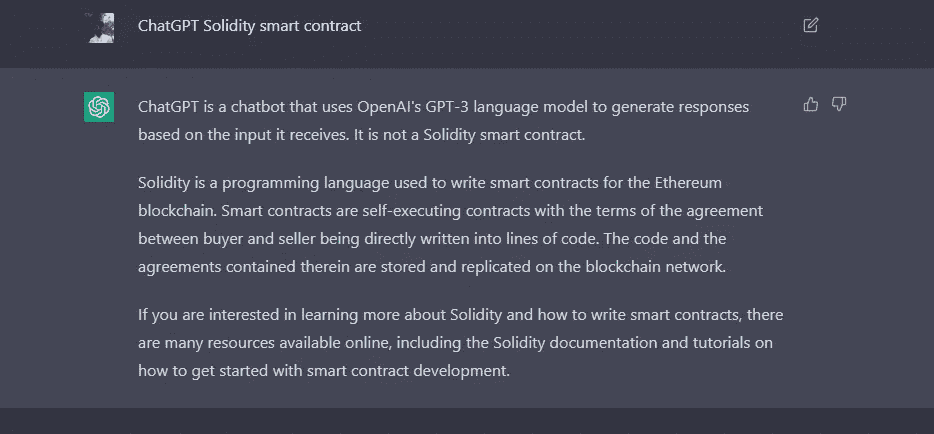 ChatGPT Solidity smart contract
ChatGPT is a chatbot that uses OpenAI's GPT-3 language model to generate responses
based on the input it receives. It is not a Solidity smart contract.
Solidity is a programming language used to write smart contracts for the Ethereum
blockchain. Smart contracts are self-executing contracts with the terms of the agreement
between buyer and seller being directly written into lines of code. The code and the
agreements contained therein are stored and replicated on the blockchain network.
If you are interested in learning more about Solidity and how to write smart contracts, there
are many resources available online, including the Solidity documentation and tutorials on
how to get started with smart contract development.